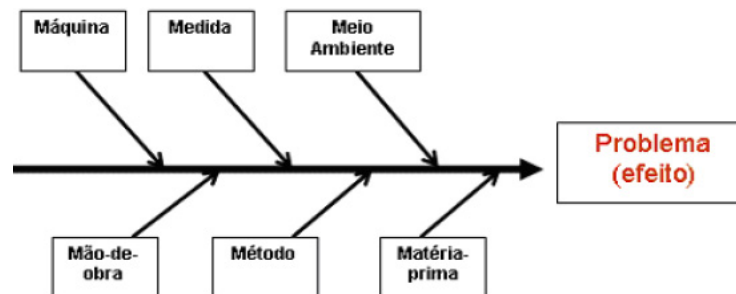 Máquina
Medida
Meio
Ambiente
Problema
(efeito)
Mão-de-
obra
Método
Matéria-
prima